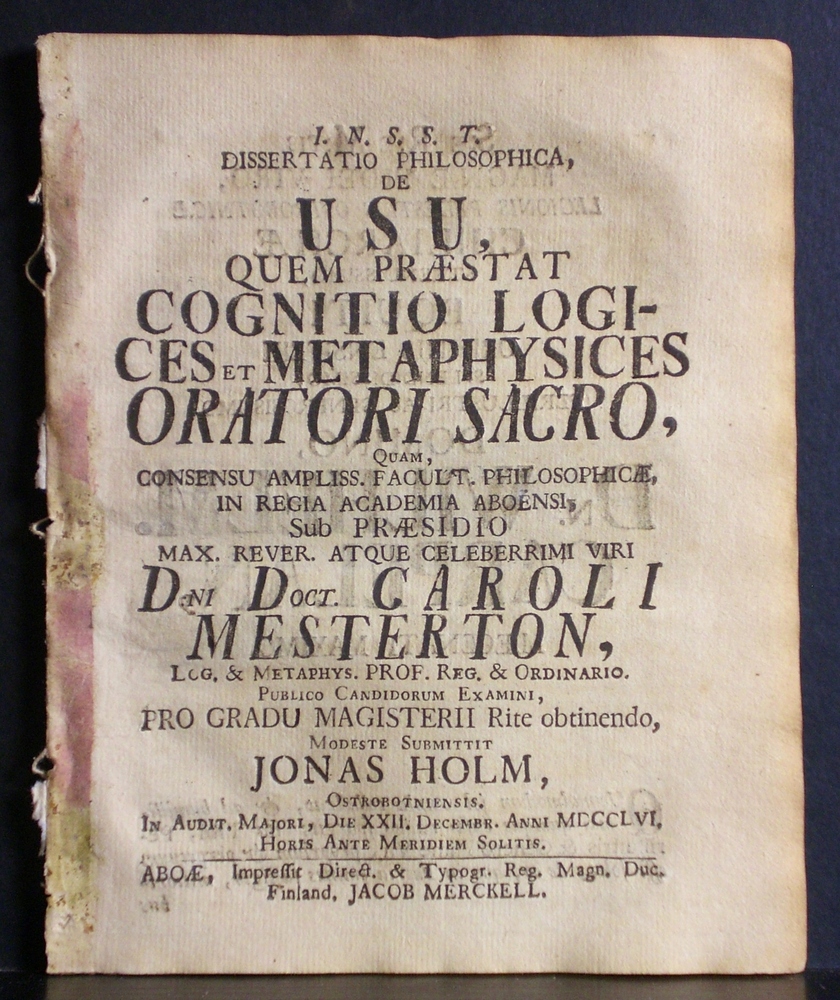 I. N. S. S. T.
DISSERTATIO PHILOSOPHICA,
DE
USU,
QUEM PRÆSTAT
COGNITIO LOGI-
CES ET METAPHYSICES
ORATORI SACRO,
QUAM,
CONSENSU AMPLISS. FACULT. PHILOSOPHICÆ,
IN REGIA ACADEMIA ABOËNSI,
Sub PRÆSIDIO
MAX. REVER. ATQUE CELEBERRIMI VIRI
D:NI DOCT. CAROLI
MESTERTON,
LOG. & METAPHYS. PROF. REG. & ORDINARIO.
PUBLICO CANDIDORUM EXAMINI,
PRO GRADU MAGISTERII Rite obtinendo,
MODESTE SUBMITTIT
JONAS HOLM,
OSTROBOTNIENSIS.
IN AUDIT. MAJORI, DIE XXII. DECEMBR. ANNI MDCCLVI.
HORIS ANTE MERIDIEM SOLITIS.
ABOÆ, Impreſſit Direct. & Typogr. Reg. Magn. Duc.
Finland. JACOB MERCKELL.